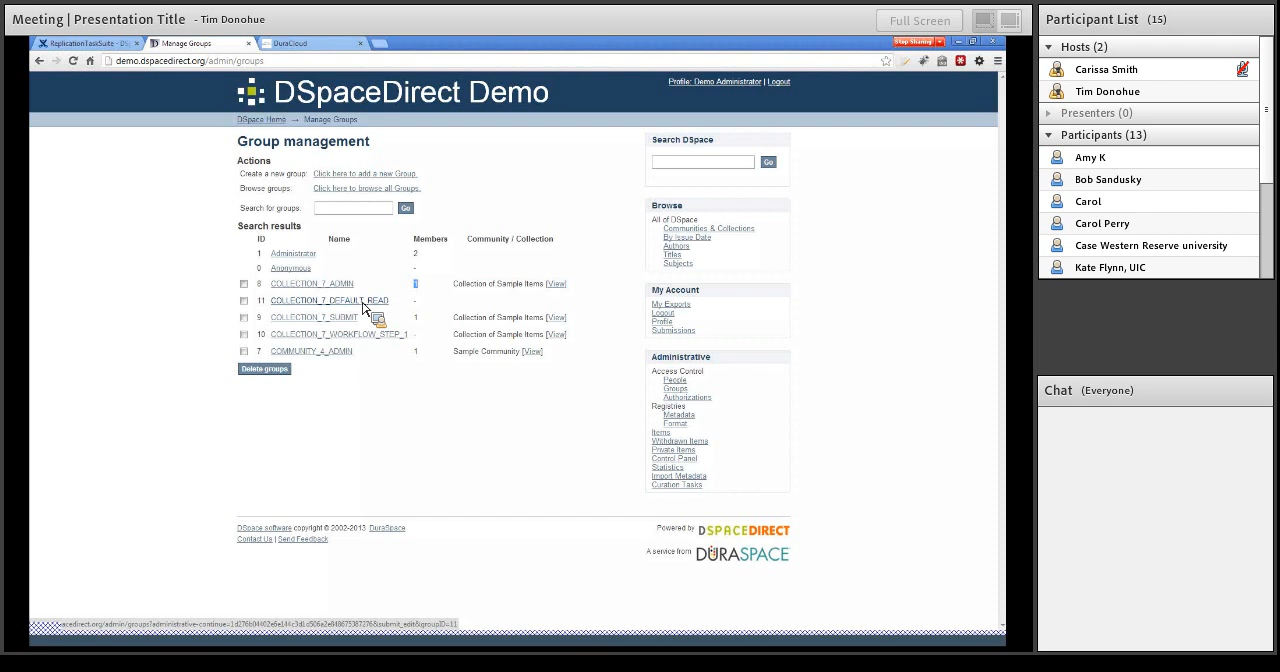 Meeting | Presentation Title - Tim Donohue
Full Screen
ReplicationTaskSuite - DS
Manage Groups
DuraCloud
Stop Sharing
demo.dspacedirect.org/admin/groups
DSpaceDirect Demo
Profile: Demo Administrator | Logout
DSpace Home → Manage Groups
Group management
Actions
Create a new group: Click here to add a new Group.
Browse groups: Click here to browse all Groups.
Search for groups: Go
Search results
ID Name Members Community / Collection
1 Administrator 2
0 Anonymous -
8 COLLECTION_7_ADMIN 1 Collection of Sample Items [View]
11 COLLECTION_7_DEFAULT_READ -
9 COLLECTION_7_SUBMIT 1 Collection of Sample Items [View]
10 COLLECTION_7_WORKFLOW_STEP_1 - Collection of Sample Items [View]
7 COMMUNITY_4_ADMIN 1 Sample Community [View]
Delete groups
Search DSpace
Go
Browse
All of DSpace
Communities & Collections
By Issue Date
Authors
Titles
Subjects
My Account
My Exports
Logout
Profile
Submissions
Administrative
Access Control
People
Groups
Authorizations
Registries
Metadata
Format
Items
Withdrawn Items
Private Items
Control Panel
Statistics
Import Metadata
Curation Tasks
DSpace software copyright © 2002-2013 DuraSpace
Contact Us | Send Feedback
Powered by DSPACEDIRECT
A service from DURASPACE
Participant List (15)
Hosts (2)
Carissa Smith
Tim Donohue
Presenters (0)
Participants (13)
Amy K
Bob Sandusky
Carol
Carol Perry
Case Western Reserve university
Kate Flynn, UIC
Chat (Everyone)